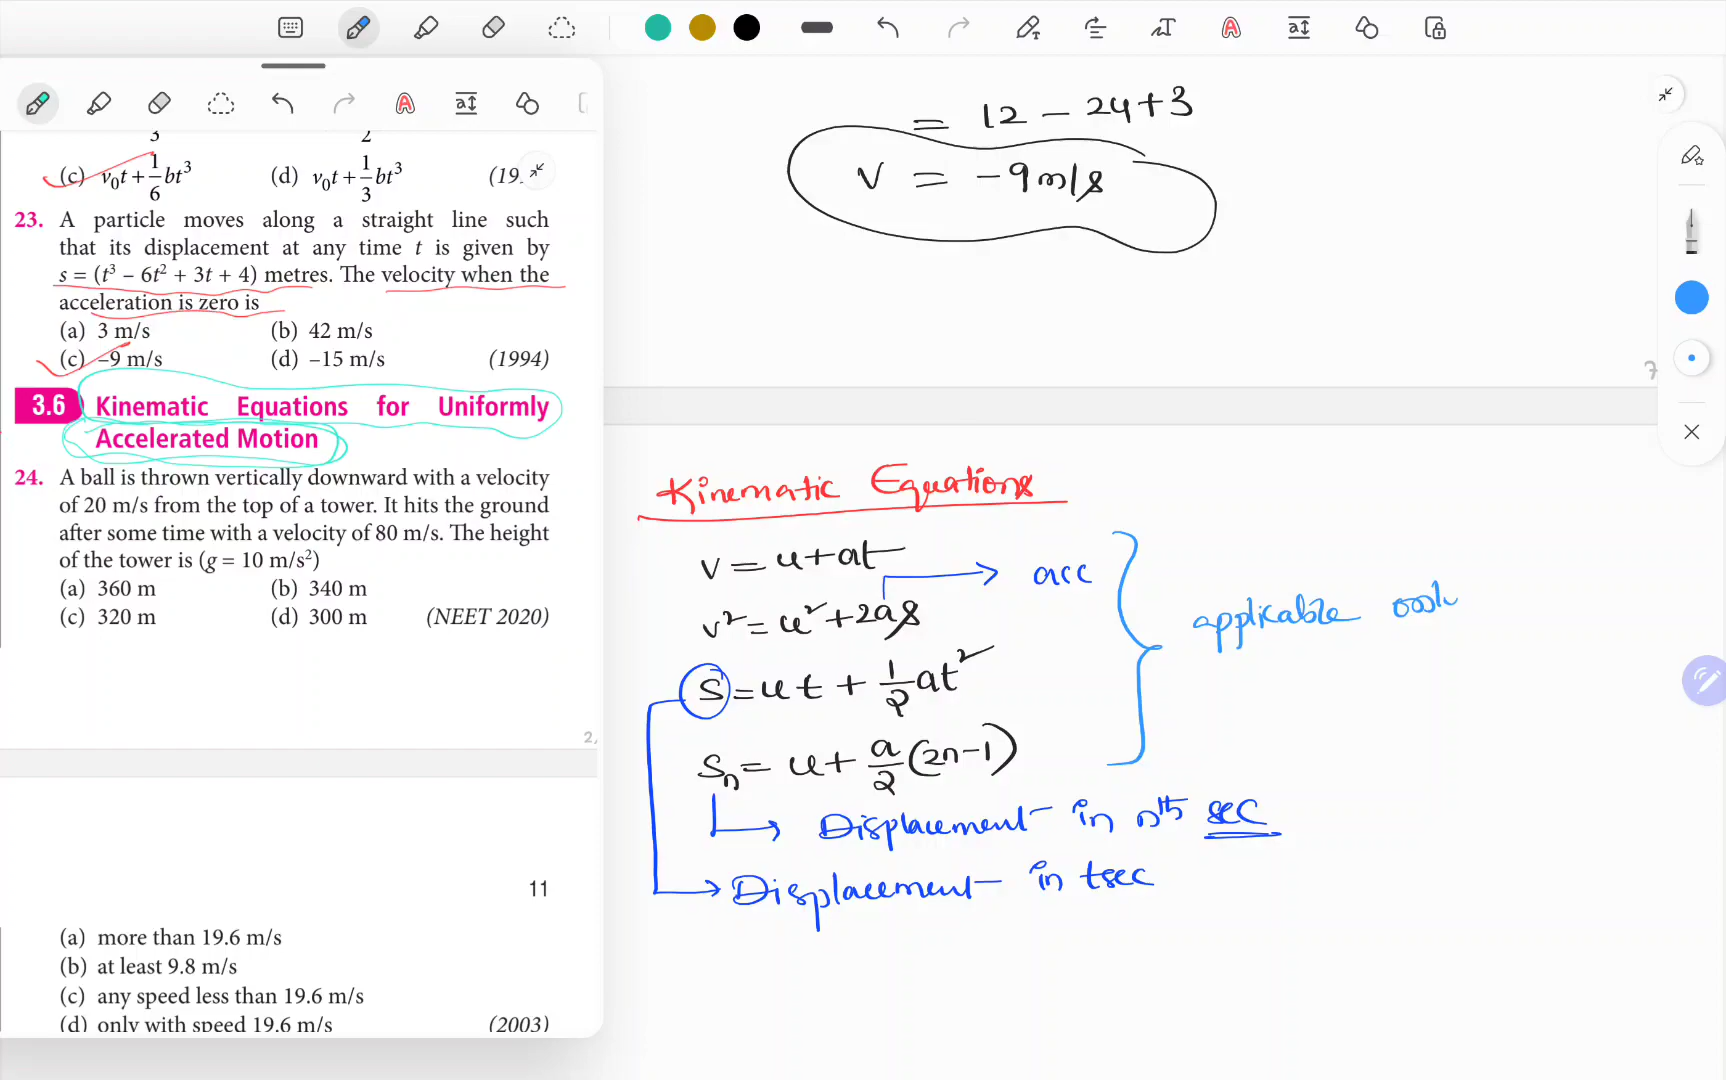 3 2
(c) v₀t + 1/6 bt³ (d) v₀t + 1/3 bt³ (19
23. A particle moves along a straight line such
that its displacement at any time t is given by
s = (t³ – 6t² + 3t + 4) metres. The velocity when the
acceleration is zero is
(a) 3 m/s (b) 42 m/s
(c) –9 m/s (d) –15 m/s (1994)
3.6 Kinematic Equations for Uniformly
Accelerated Motion
24. A ball is thrown vertically downward with a velocity
of 20 m/s from the top of a tower. It hits the ground
after some time with a velocity of 80 m/s. The height
of the tower is (g = 10 m/s²)
(a) 360 m (b) 340 m
(c) 320 m (d) 300 m (NEET 2020)
2,
11
(a) more than 19.6 m/s
(b) at least 9.8 m/s
(c) any speed less than 19.6 m/s
(d) only with speed 19.6 m/s (2003)
= 12 – 24 + 3
v = –9 m/s
7
Kinematic Equations
v = u + at
acc
v² = u² + 2as
s = ut + 1/2 at²
Sn = u + a/2 (2n–1)
applicable
Displacement in nth sec
Displacement in t sec